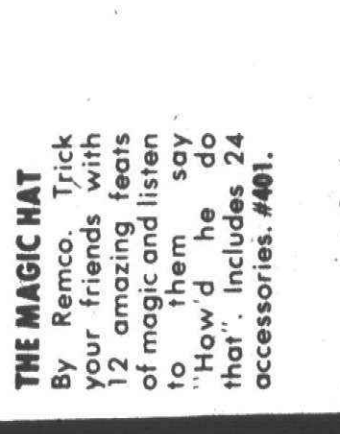 THE MAGIC HAT
By Remco. Trick
your friends with
12 amazing feats
of magic and listen
to them say
"How'd he do
that". Includes 24
accessories. #401.